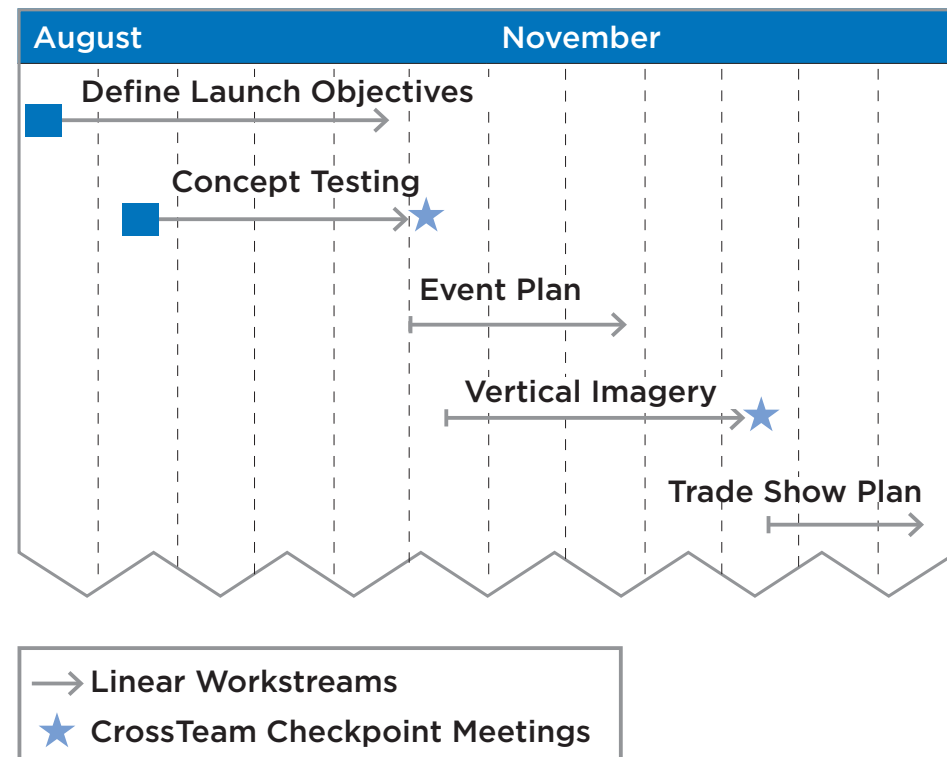 August November
Define Launch Objectives
Concept Testing
Event Plan
Vertical Imagery
Trade Show Plan
Linear Workstreams
CrossTeam Checkpoint Meetings